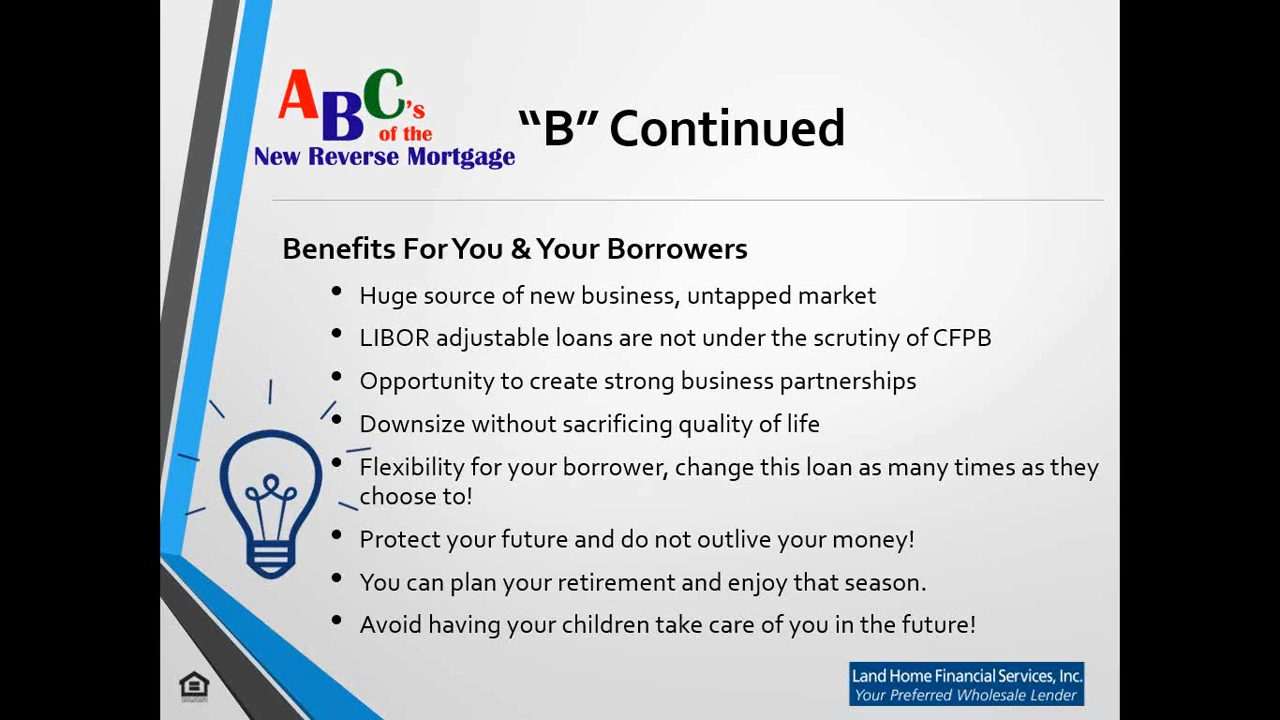 ABC's
of the
New Reverse Mortgage
“B” Continued
Benefits For You & Your Borrowers
• Huge source of new business, untapped market
• LIBOR adjustable loans are not under the scrutiny of CFPB
• Opportunity to create strong business partnerships
• Downsize without sacrificing quality of life
• Flexibility for your borrower, change this loan as many times as they
choose to!
• Protect your future and do not outlive your money!
• You can plan your retirement and enjoy that season.
• Avoid having your children take care of you in the future!
Land Home Financial Services, Inc.
Your Preferred Wholesale Lender